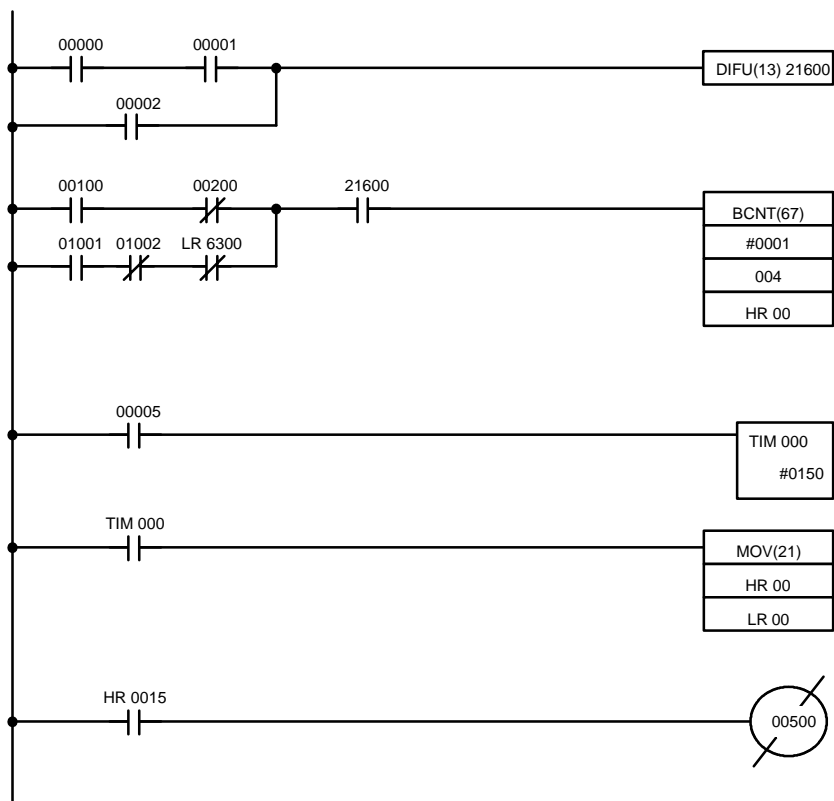 00000 00001
DIFU(13) 21600
00002
00100 00200 21600
BCNT(67)
01001 01002 LR 6300
#0001
004
HR 00
00005
TIM 000
#0150
TIM 000
MOV(21)
HR 00
LR 00
HR 0015
00500